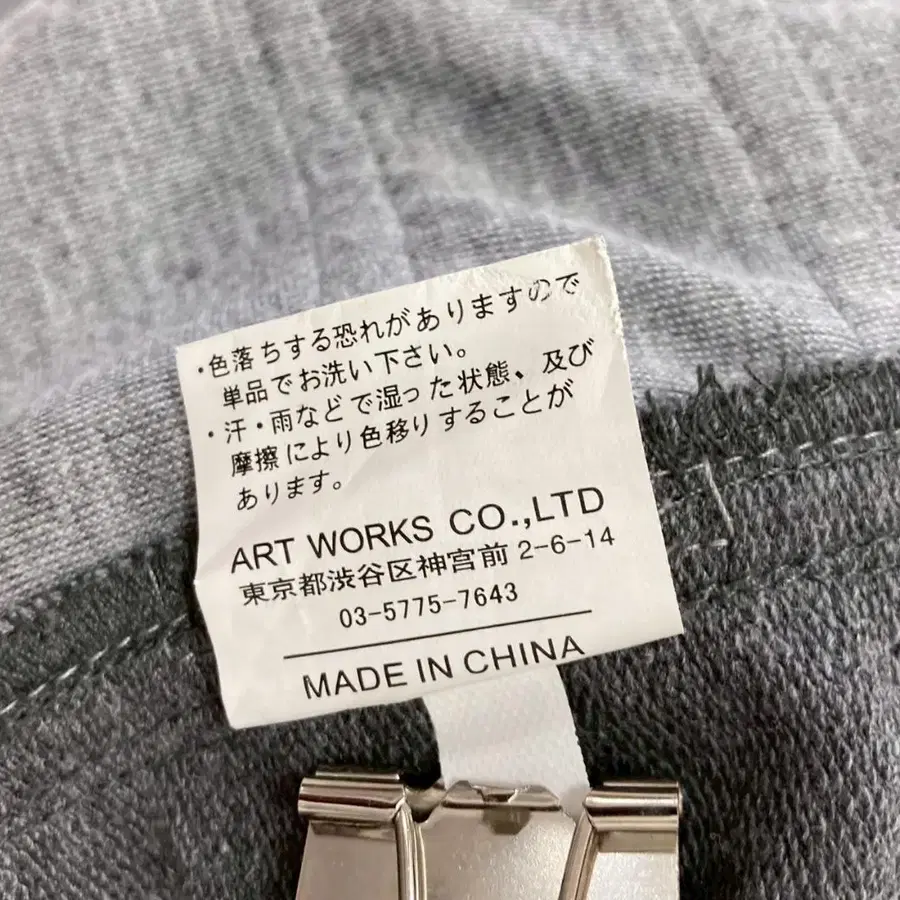 ・色落ちする恐れがありますので
単品でお洗い下さい。
・汗・雨などで湿った状態、及び
摩擦により色移りすることが
あります。
ART WORKS CO.,LTD
東京都渋谷区神宮前 2-6-14
03-5775-7643
MADE IN CHINA